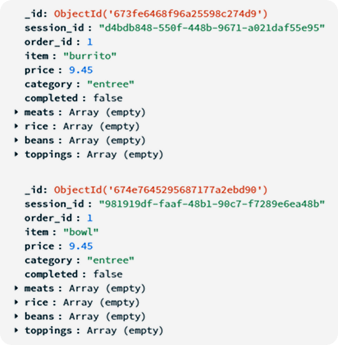 _id: ObjectId('673fe6468f96a25598c274d9')
session_id : "d4bdb848-550f-448b-9671-a021daf55e95"
order_id : 1
item : "burrito"
price : 9.45
category : "entree"
completed : false
meats : Array (empty)
rice : Array (empty)
beans : Array (empty)
toppings : Array (empty)
_id: ObjectId('674e7645295687177a2ebd90')
session_id : "981919df-faaf-48b1-90c7-f7289e6ea48b"
order_id : 1
item : "bowl"
price : 9.45
category : "entree"
completed : false
meats : Array (empty)
rice : Array (empty)
beans : Array (empty)
toppings : Array (empty)